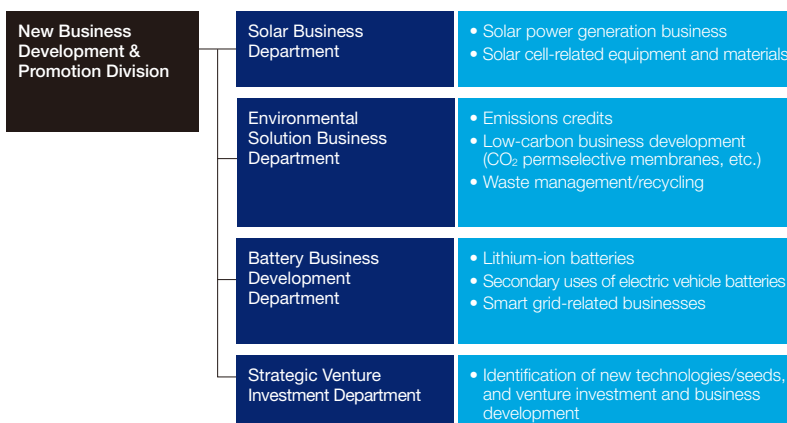 New Business
Development &
Promotion Division
Solar Business
Department
• Solar power generation business
• Solar cell-related equipment and materials
Environmental
Solution Business
Department
• Emissions credits
• Low-carbon business development
(CO₂ permselective membranes, etc.)
• Waste management/recycling
Battery Business
Development
Department
• Lithium-ion batteries
• Secondary uses of electric vehicle batteries
• Smart grid-related businesses
Strategic Venture
Investment Department
• Identification of new technologies/seeds,
and venture investment and business
development